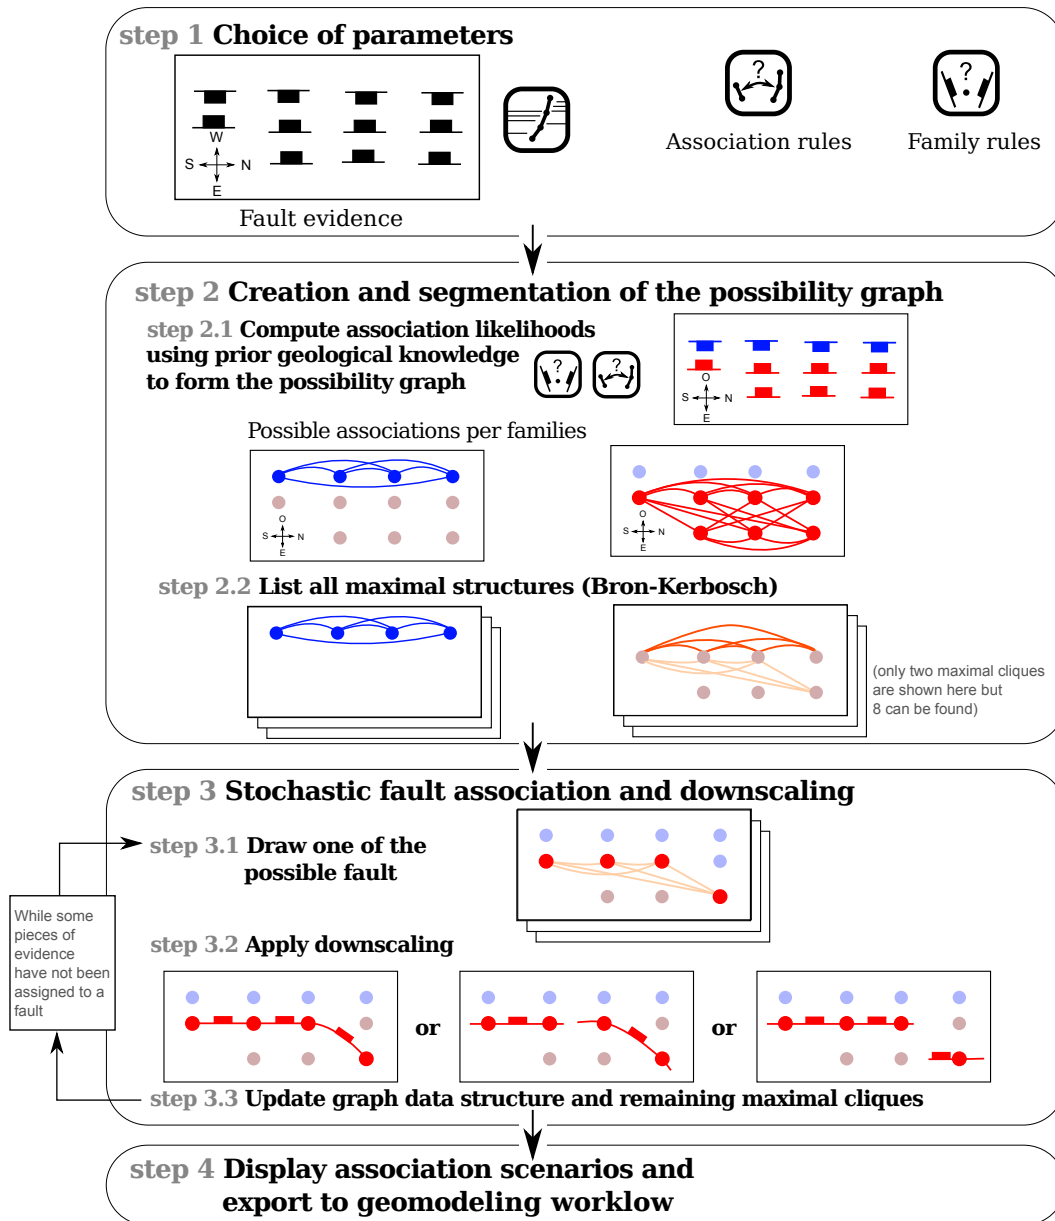 step 1 Choice of parameters
W
S N
E
Fault evidence
?
Association rules
?
Family rules
step 2 Creation and segmentation of the possibility graph
step 2.1 Compute association likelihoods
using prior geological knowledge
to form the possibility graph
?
?
O
S N
E
Possible associations per families
O
S N
E
O
S N
E
step 2.2 List all maximal structures (Bron-Kerbosch)
(only two maximal cliques
are shown here but
8 can be found)
step 3 Stochastic fault association and downscaling
step 3.1 Draw one of the
possible fault
While some
pieces of
evidence
have not been
assigned to a
fault
step 3.2 Apply downscaling
or
or
step 3.3 Update graph data structure and remaining maximal cliques
step 4 Display association scenarios and
export to geomodeling worklow